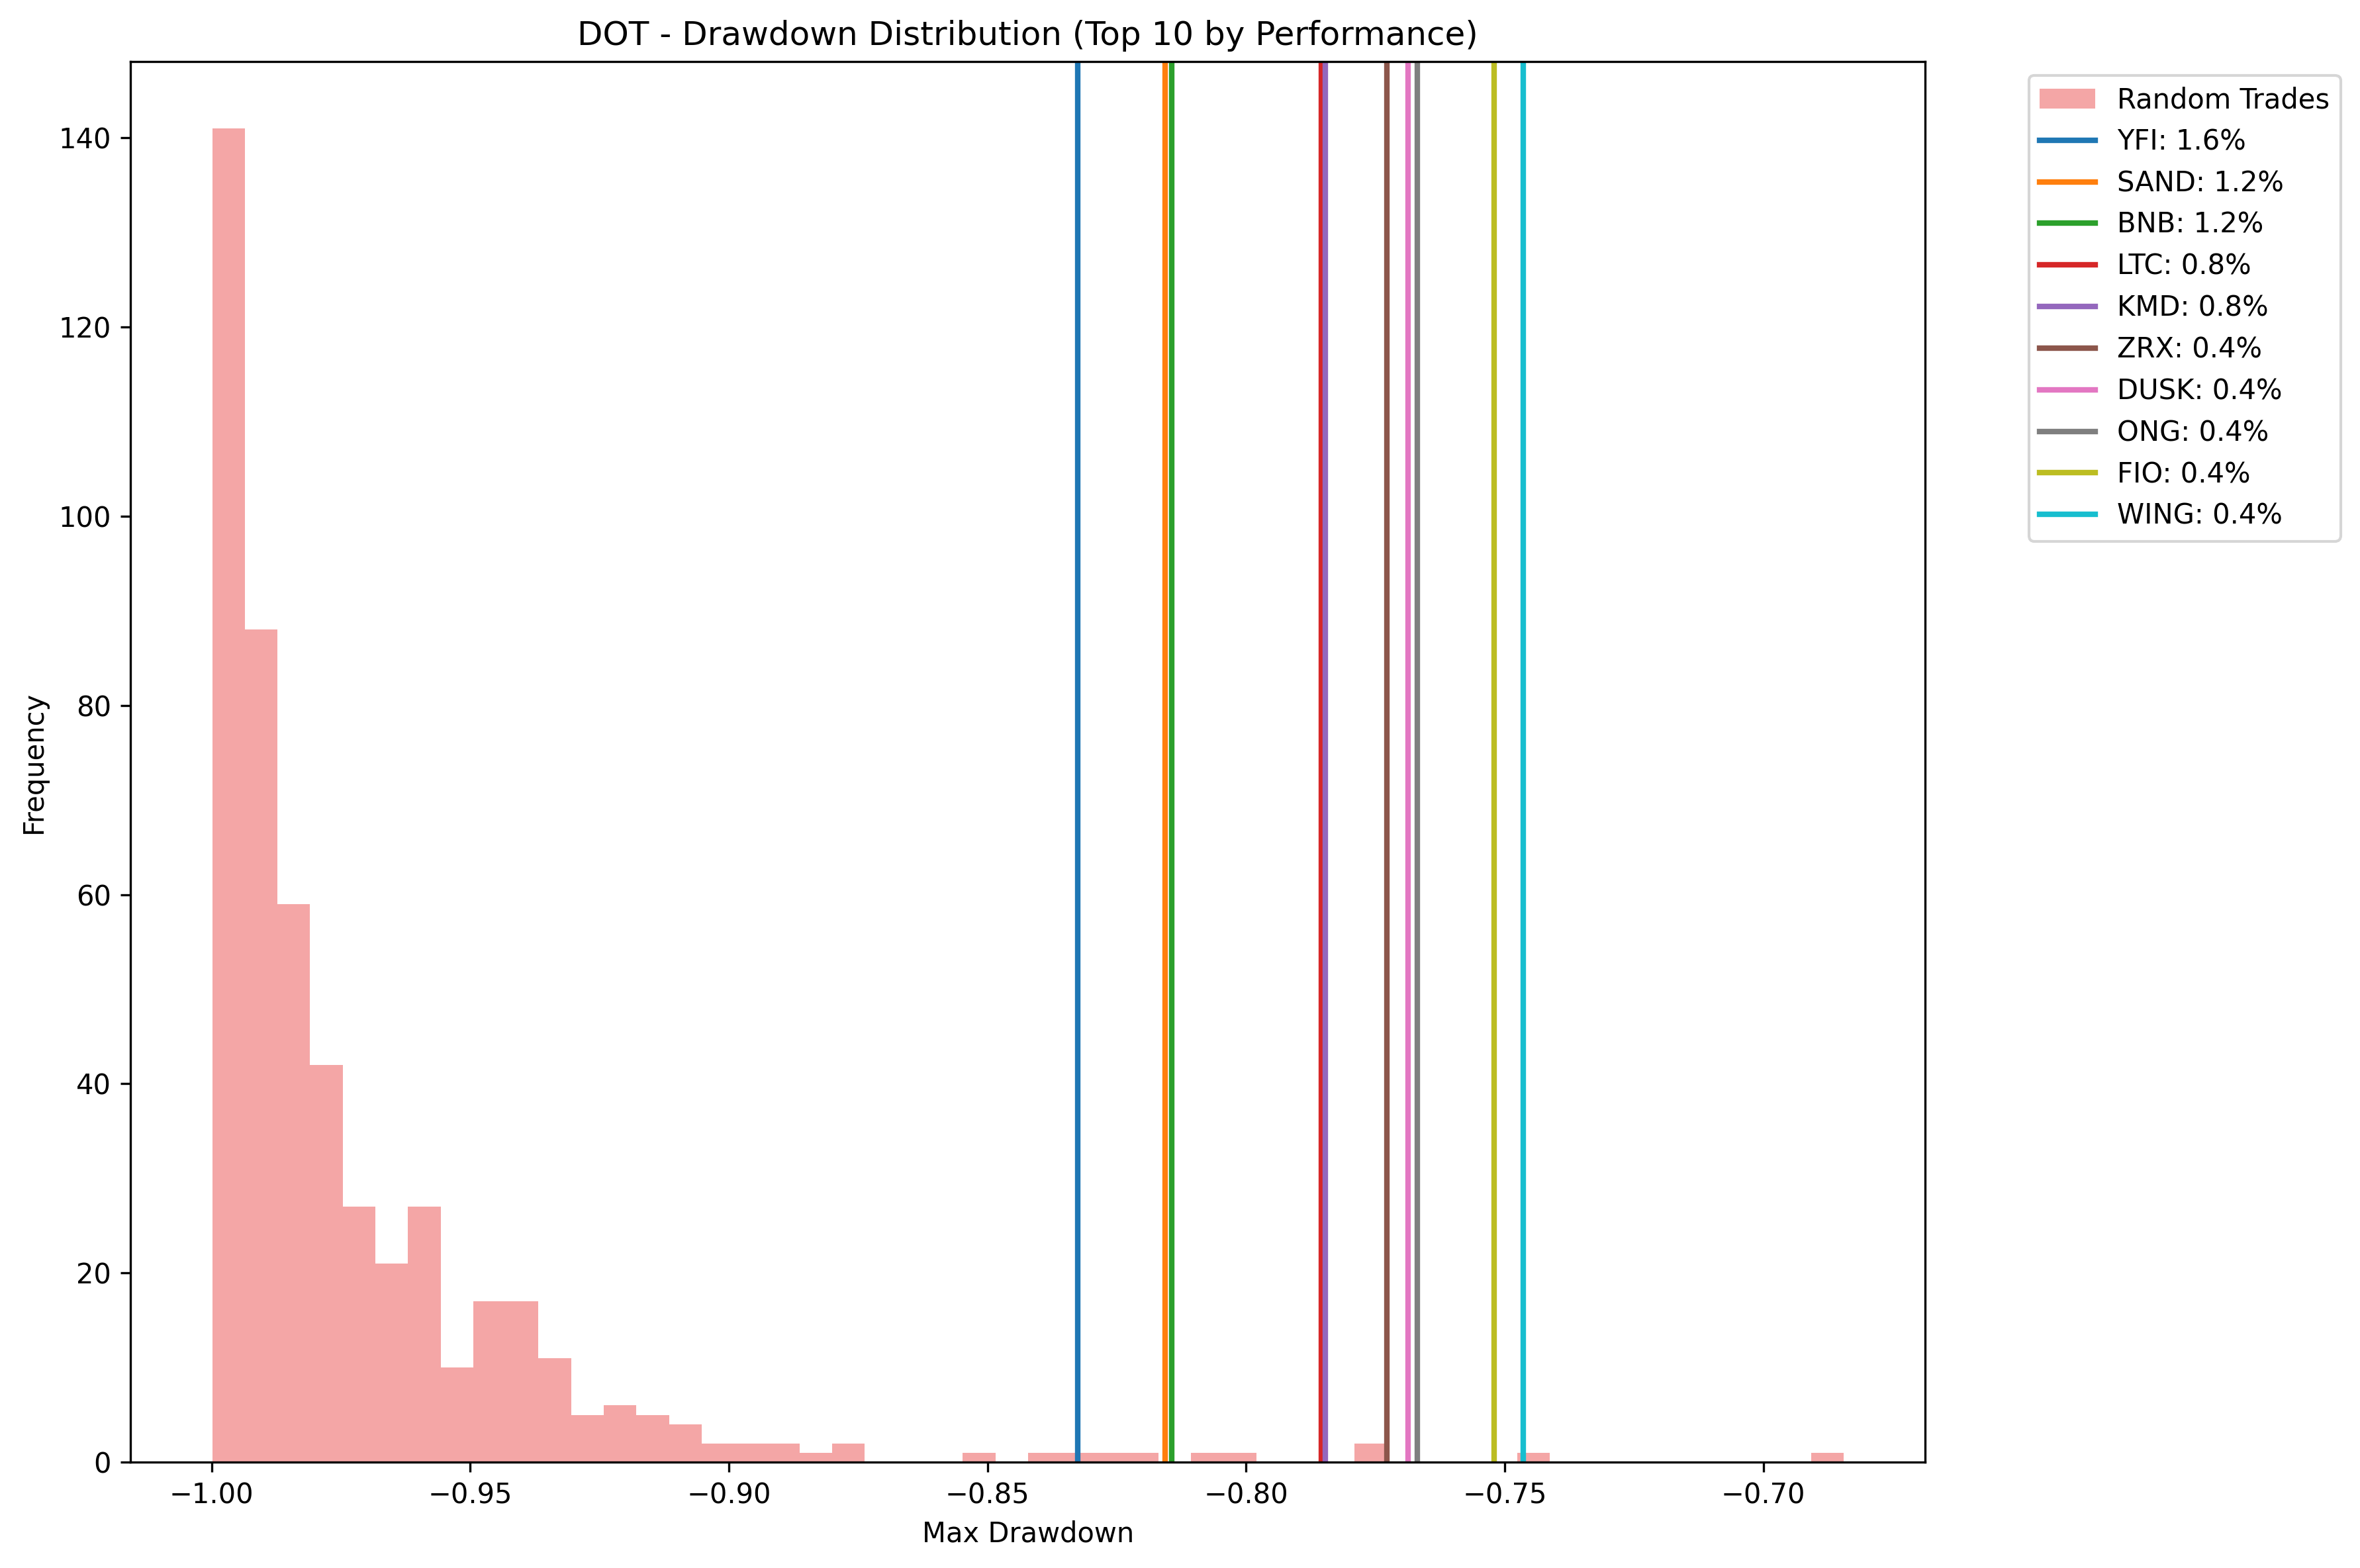 DOT - Drawdown Distribution (Top 10 by Performance)
Random Trades
YFI: 1.6%
SAND: 1.2%
BNB: 1.2%
LTC: 0.8%
KMD: 0.8%
ZRX: 0.4%
DUSK: 0.4%
ONG: 0.4%
FIO: 0.4%
WING: 0.4%
Frequency
140
120
100
80
60
40
20
0
−1.00
−0.95
−0.90
−0.85
−0.80
−0.75
−0.70
Max Drawdown